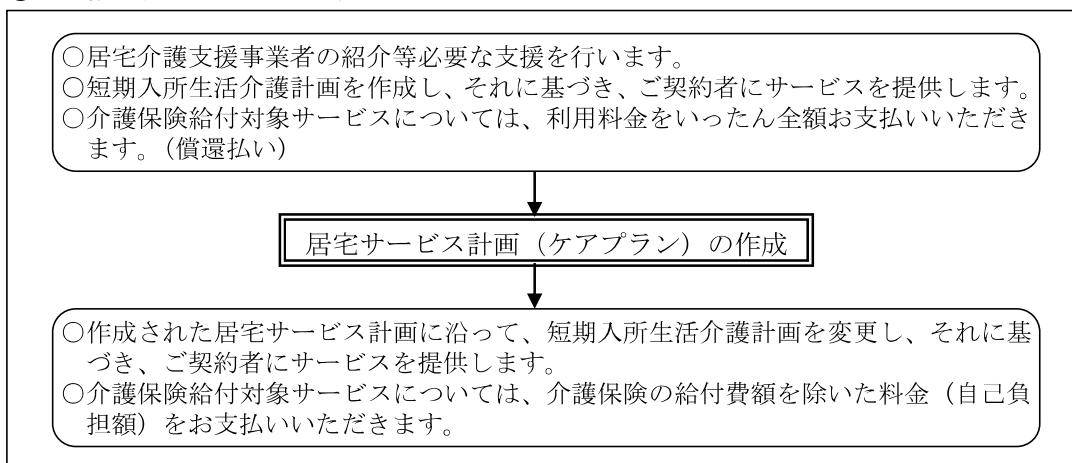 ○居宅介護支援事業者の紹介等必要な支援を行います。
○短期入所生活介護計画を作成し、それに基づき、ご契約者にサービスを提供します。
○介護保険給付対象サービスについては、利用料金をいったん全額お支払いいただき
ます。（償還払い）
居宅サービス計画（ケアプラン）の作成
○作成された居宅サービス計画に沿って、短期入所生活介護計画を変更し、それに基
づき、ご契約者にサービスを提供します。
○介護保険給付対象サービスについては、介護保険の給付費額を除いた料金（自己負
担額）をお支払いいただきます。